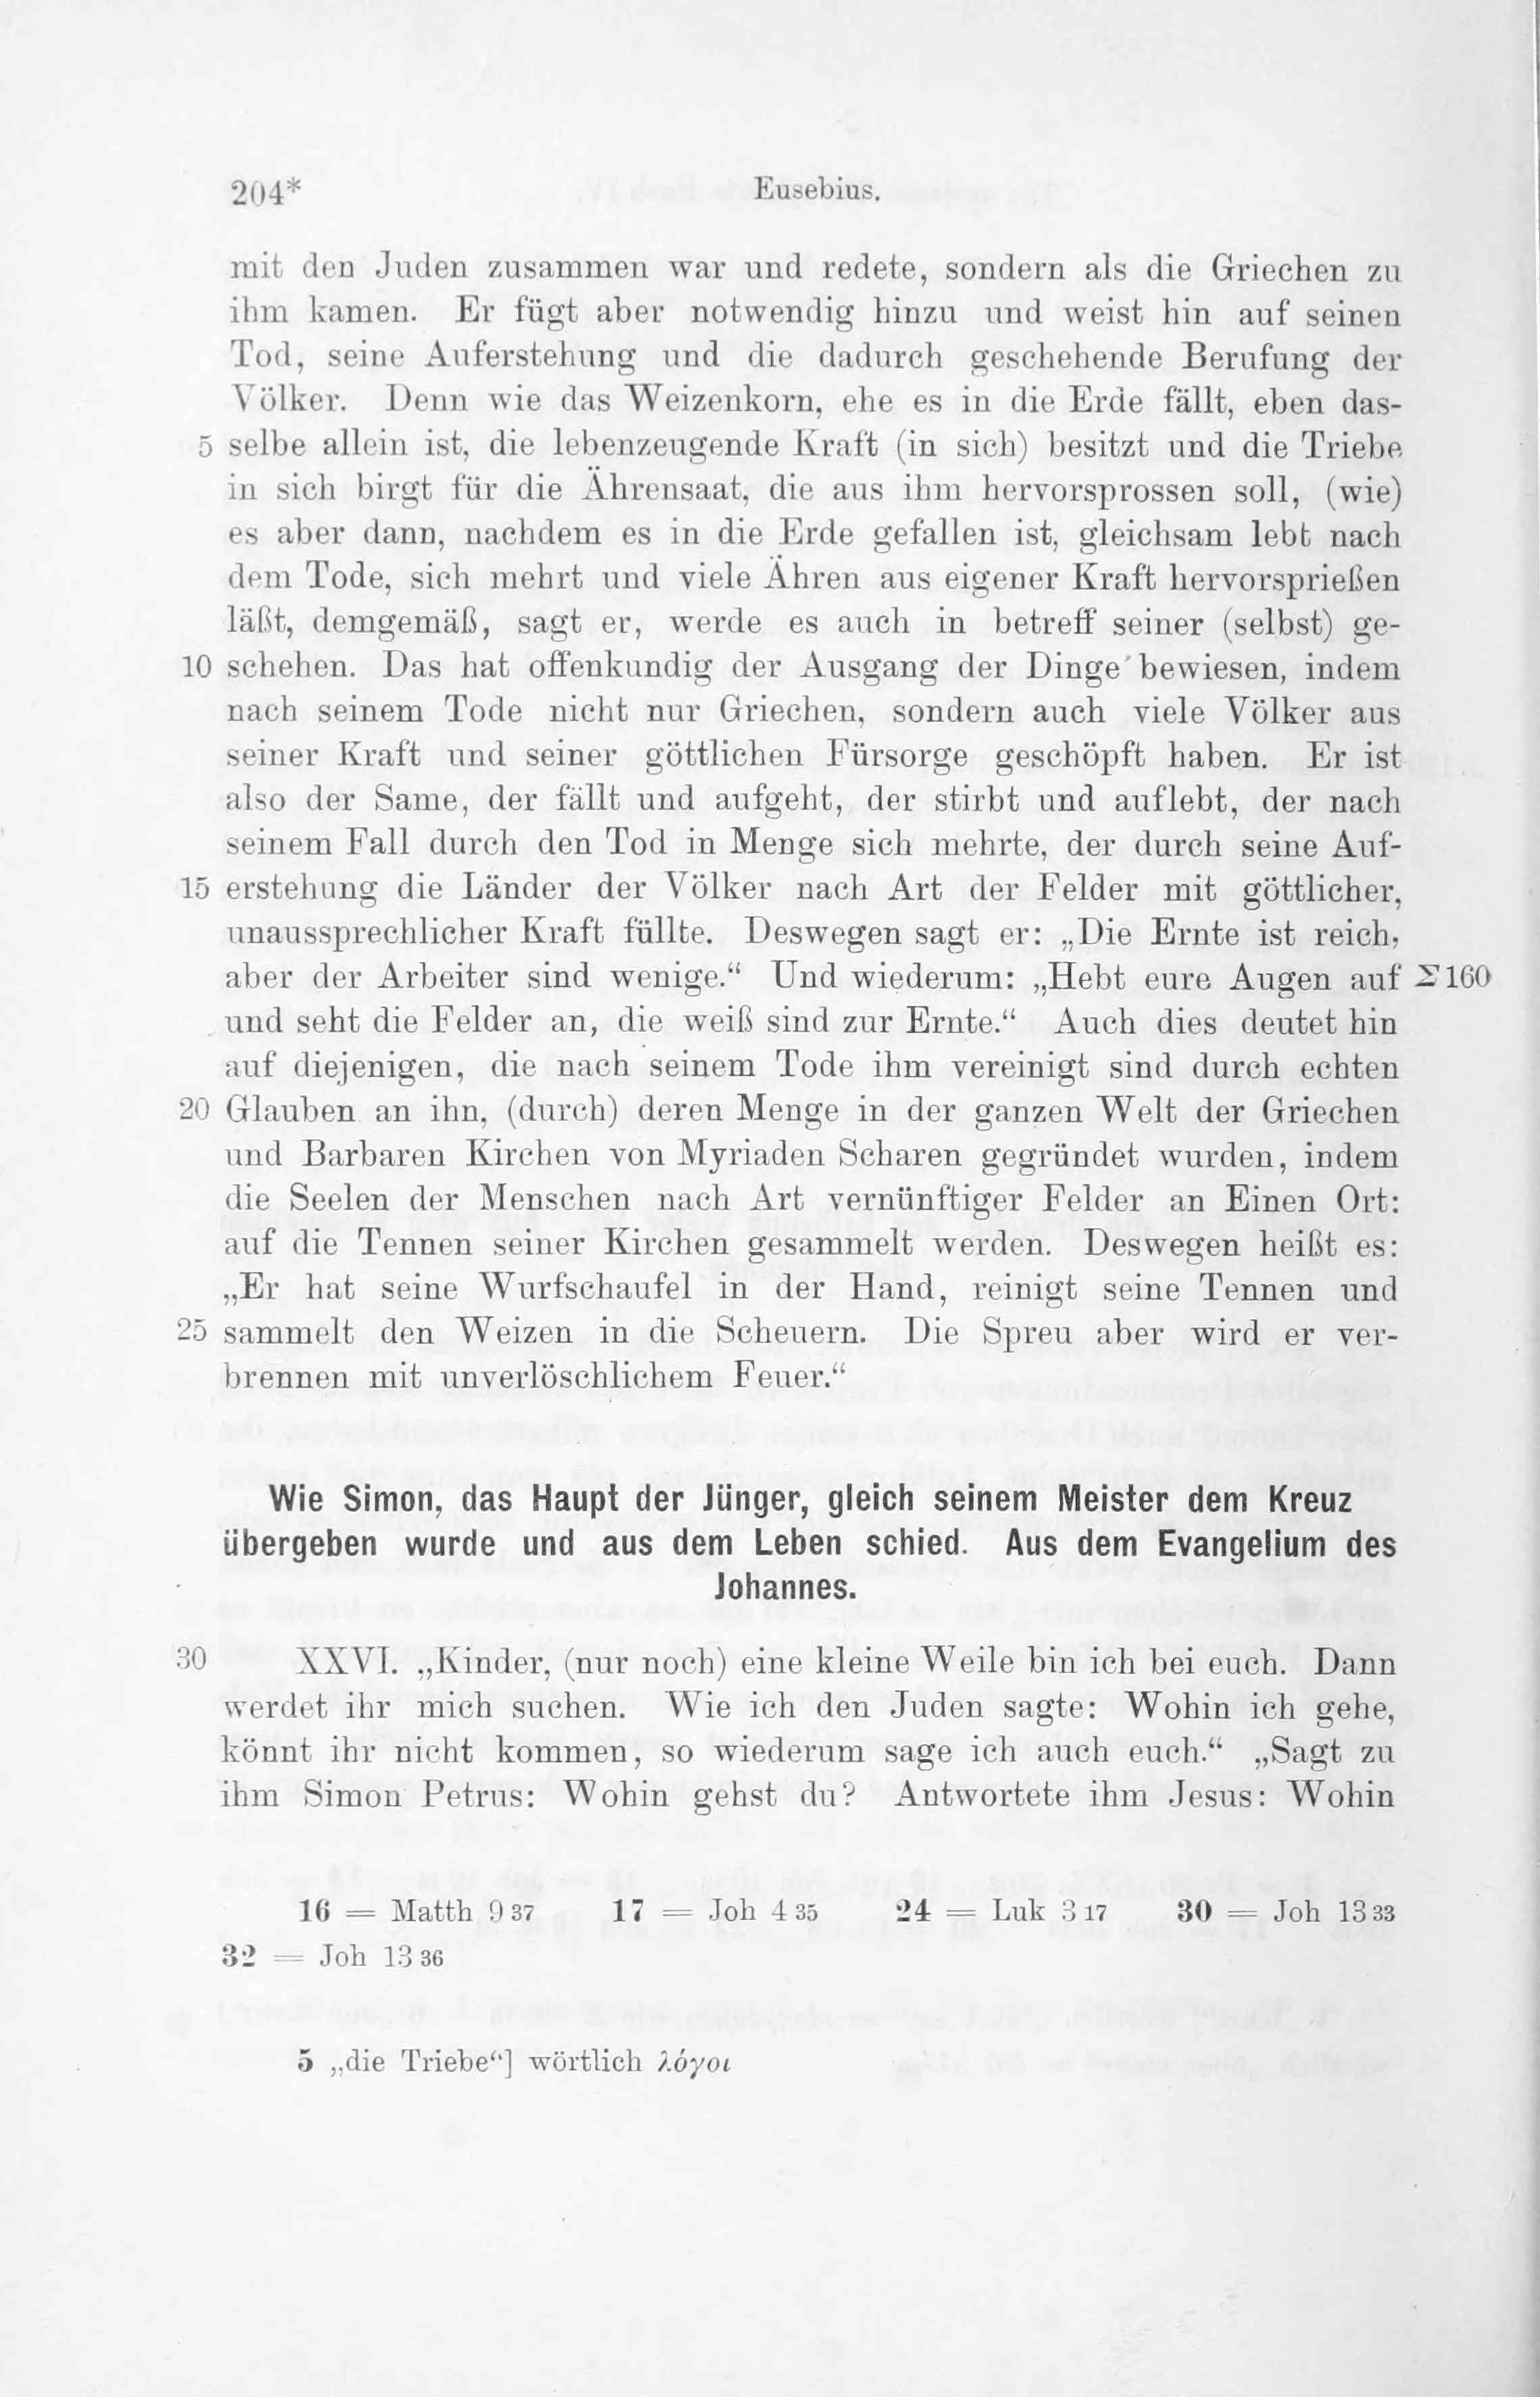 204* Eusebius.
mit den Juden zusammen war und redete, sondern als die Griechen zu
ihm kamen. Er fügt aber notwendig hinzu und weist hin auf seinen
Tod, seine Auferstehung und die dadurch geschehende Berufung der
Völker. Denn wie das Weizenkorn, ehe es in die Erde fällt, eben das-
5 selbe allein ist, die lebenzeugende Kraft (in sich) besitzt und die Triebe
in sich birgt für die Ährensaat, die aus ihm hervorsprossen soll, (wie)
es aber dann, nachdem es in die Erde gefallen ist, gleichsam lebt nach
dem Tode, sich mehrt und viele Ähren aus eigener Kraft hervorsprießen
läßt, demgemäß, sagt er, werde es auch in betreff seiner (selbst) ge-
10 schehen. Das hat offenkundig der Ausgang der Dinge bewiesen, indem
nach seinem Tode nicht nur Griechen, sondern auch viele Völker aus
seiner Kraft und seiner göttlichen Fürsorge geschöpft haben. Er ist
also der Same, der fällt und aufgeht, der stirbt und auflebt, der nach
seinem Fall durch den Tod in Menge sich mehrte, der durch seine Auf-
15 erstehung die Länder der Völker nach Art der Felder mit göttlicher,
unaussprechlicher Kraft füllte. Deswegen sagt er: „Die Ernte ist reich,
aber der Arbeiter sind wenige.“ Und wiederum: „Hebt eure Augen auf Σ 160
und seht die Felder an, die weiß sind zur Ernte.“ Auch dies deutet hin
auf diejenigen, die nach seinem Tode ihm vereinigt sind durch echten
20 Glauben an ihn, (durch) deren Menge in der ganzen Welt der Griechen
und Barbaren Kirchen von Myriaden Scharen gegründet wurden, indem
die Seelen der Menschen nach Art vernünftiger Felder an Einen Ort:
auf die Tennen seiner Kirchen gesammelt werden. Deswegen heißt es:
„Er hat seine Wurfschaufel in der Hand, reinigt seine Tennen und
25 sammelt den Weizen in die Scheuern. Die Spreu aber wird er ver-
brennen mit unverlöschlichem Feuer.“
Wie Simon, das Haupt der Jünger, gleich seinem Meister dem Kreuz
übergeben wurde und aus dem Leben schied. Aus dem Evangelium des
Johannes.
30 XXVI. „Kinder, (nur noch) eine kleine Weile bin ich bei euch. Dann
werdet ihr mich suchen. Wie ich den Juden sagte: Wohin ich gehe,
könnt ihr nicht kommen, so wiederum sage ich auch euch.“ „Sagt zu
ihm Simon Petrus: Wohin gehst du? Antwortete ihm Jesus: Wohin
16 = Matth 9 37 17 = Joh 4 35 24 = Luk 3 17 30 = Joh 13 33
32 = Joh 13 36
5 „die Triebe“] wörtlich λόγοι